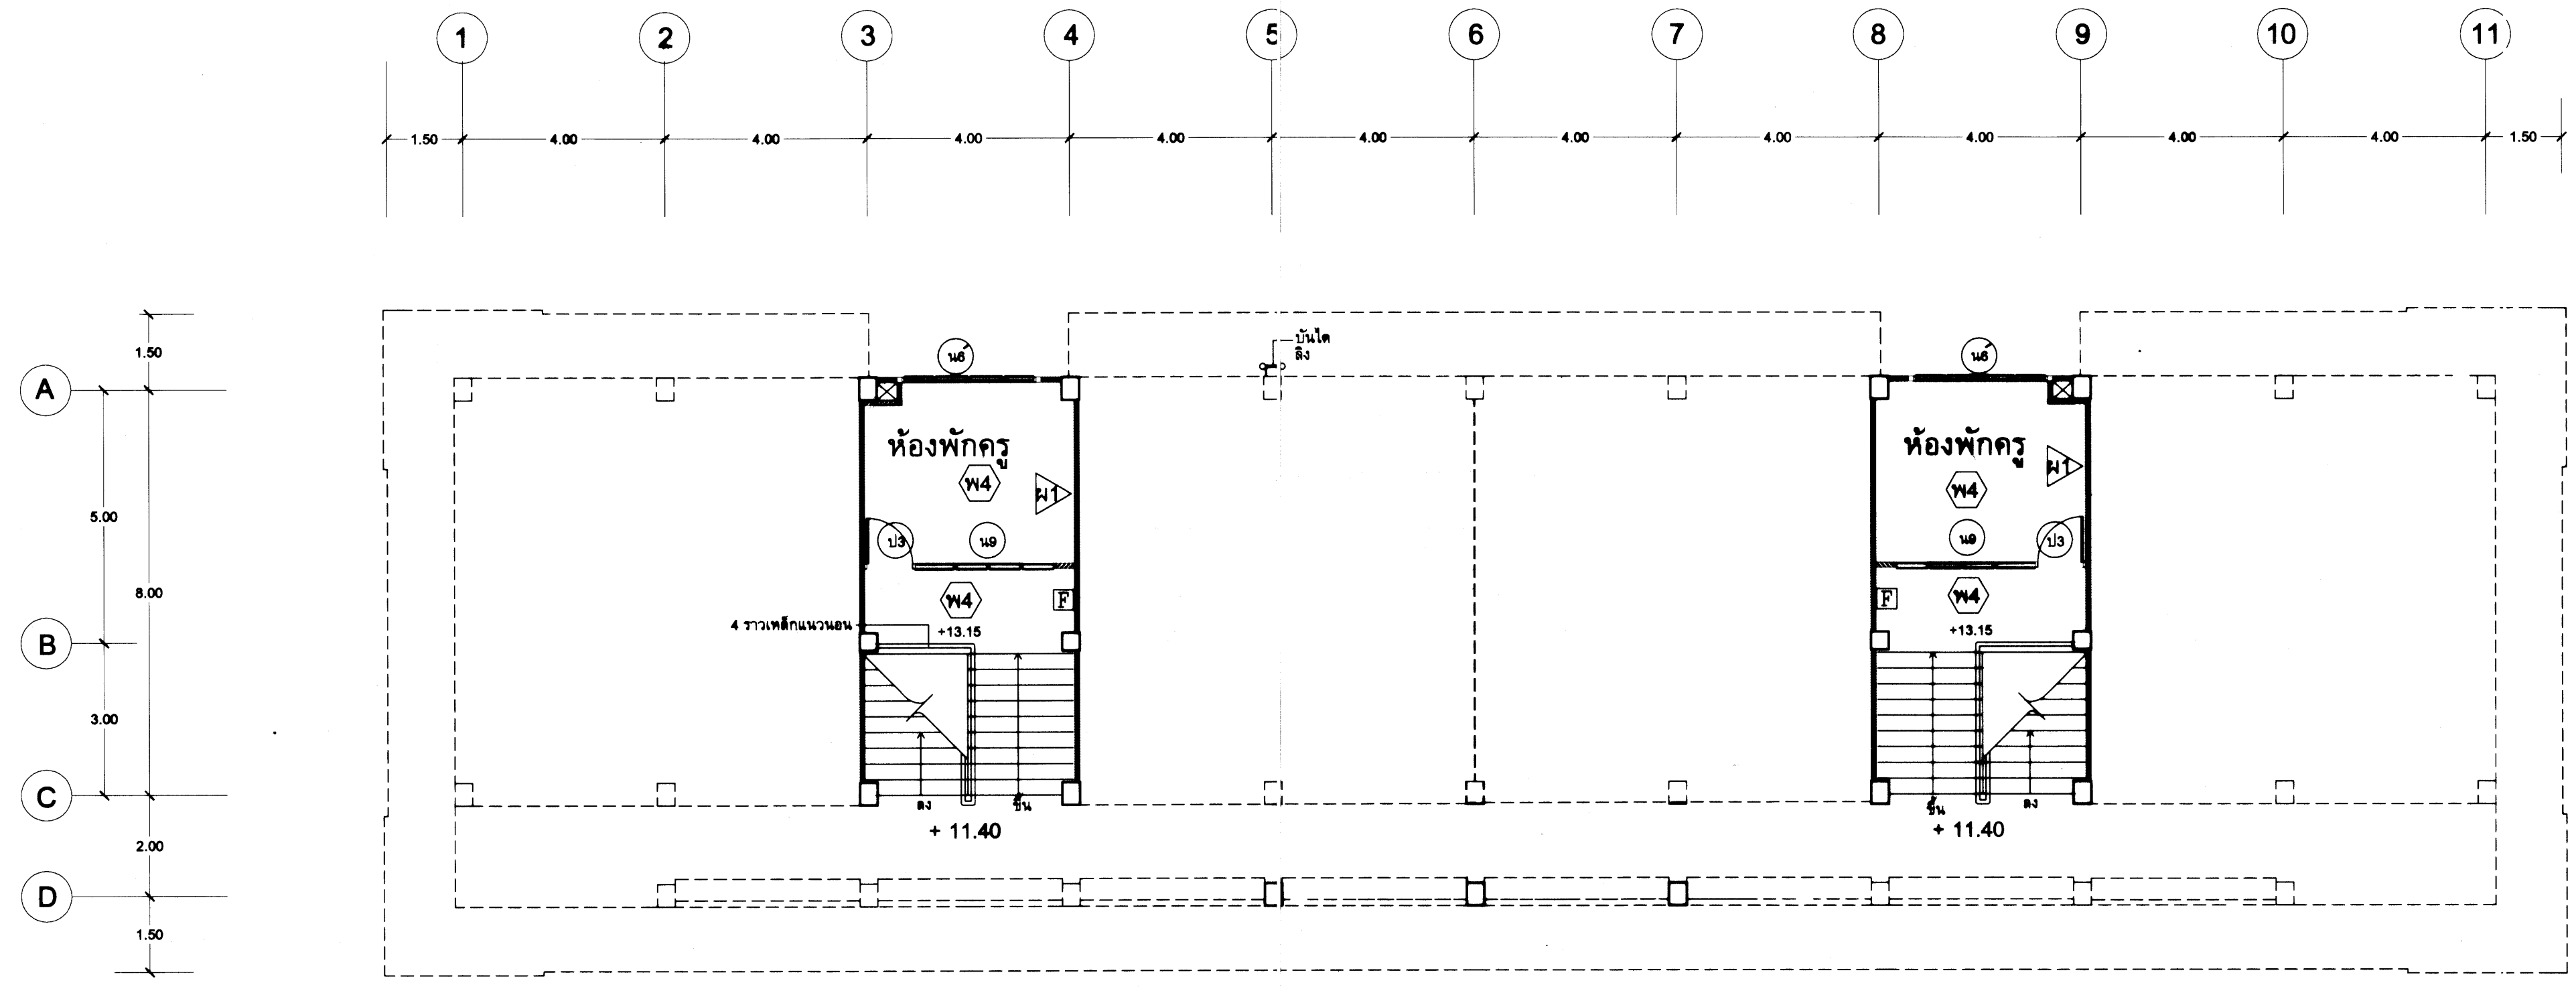 1 2 3 4 5 6 7 8 9 10 11
1.50 4.00 4.00 4.00 4.00 4.00 4.00 4.00 4.00 4.00 4.00 1.50
1.50
A
5.00
8.00
B
3.00
C
2.00
D
1.50
น6
บันได
ลิง
น6
ห้องพักครู
พ4
ผ1
ป3
น9
พ4
F
4 ราวเหล็กแนวนอน
+13.15
ลง
ขึ้น
+ 11.40
ห้องพักครู
ผ1
พ4
น9
ป3
F
พ4
+13.15
ขึ้น
ลง
+ 11.40